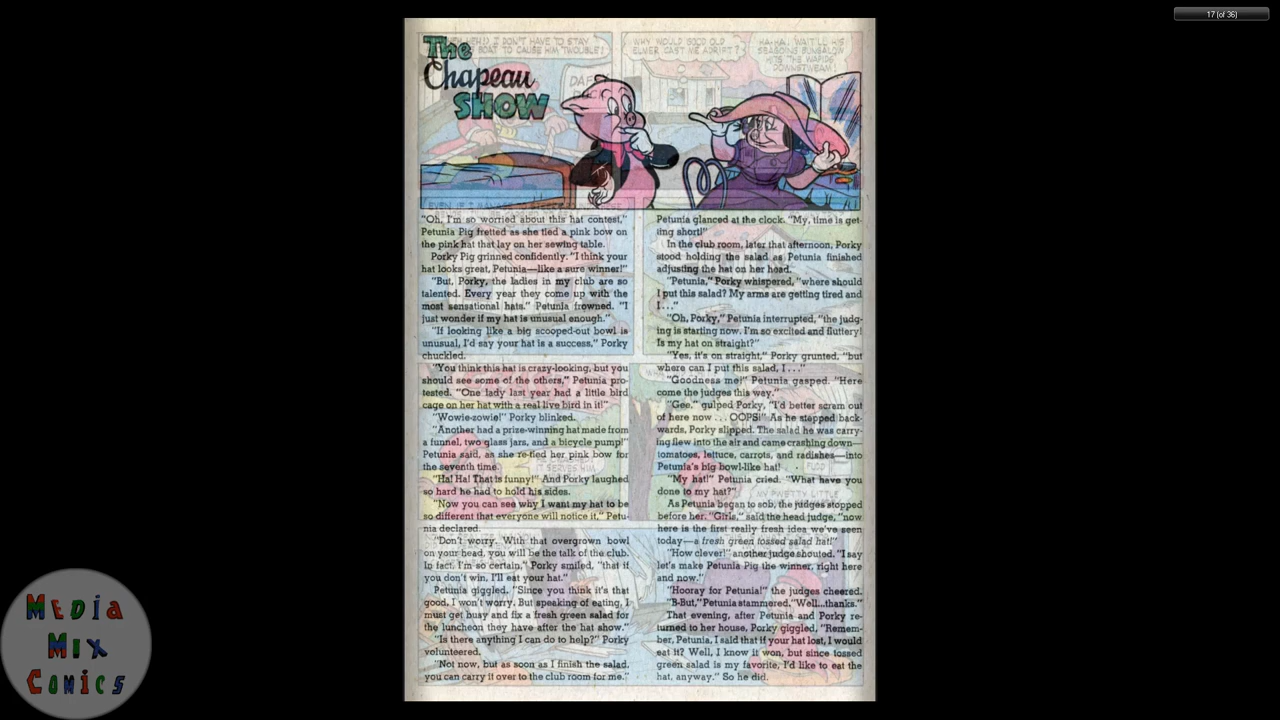 17 (of 36)
The
Chapeau
SHOW
"Oh, I'm so worried about this hat contest,"
Petunia Pig fretted as she tied a pink bow on
the pink hat that lay on her sewing table.
Porky Pig grinned confidently. "I think your
hat looks great, Petunia—like a sure winner!"
"But, Porky, the ladies in my club are so
talented. Every year they come up with the
most sensational hats." Petunia frowned. "I
just wonder if my hat is unusual enough."
"If looking like a big scooped-out bowl is
unusual, I'd say your hat is a success," Porky
chuckled.
"You think this hat is crazy-looking, but you
should see some of the others," Petunia pro-
tested. "One lady last year had a little bird
cage on her hat with a real live bird in it!"
"Wowie-zowie!" Porky blinked.
"Another had a prize-winning hat made from
a funnel, two glass jars, and a bicycle pump!"
Petunia said, as she re-tied her pink bow for
the seventh time.
"Ha! Ha! That is funny!" And Porky laughed
so hard he had to hold his sides.
"Now you can see why I want my hat to be
so different that everyone will notice it," Petu-
nia declared.
"Don't worry. With that overgrown bowl
on your head, you will be the talk of the club.
In fact, I'm so certain," Porky smiled, "that if
you don't win, I'll eat your hat."
Petunia giggled. "Since you think it's that
good, I won't worry. But speaking of eating, I
must get busy and fix a fresh green salad for
the luncheon they have after the hat show."
"Is there anything I can do to help?" Porky
volunteered.
"Not now, but as soon as I finish the salad,
you can carry it over to the club room for me."
Petunia glanced at the clock. "My, time is get-
ting short!"
In the club room, later that afternoon, Porky
stood holding the salad as Petunia finished
adjusting the hat on her head.
"Petunia," Porky whispered, "where should
I put this salad? My arms are getting tired and
I . . ."
"Oh, Porky," Petunia interrupted, "the judg-
ing is starting now. I'm so excited and fluttery!
Is my hat on straight?"
"Yes, it's on straight," Porky grunted, "but
where can I put this salad, I . . ."
"Goodness me!" Petunia gasped. "Here
come the judges this way."
"Gee," gulped Porky, "I'd better scram out
of here now . . . OOPS!" As he stepped back-
wards, Porky slipped. The salad he was carry-
ing flew into the air and came crashing down—
tomatoes, lettuce, carrots, and radishes—into
Petunia's big bowl-like hat!
"My hat!" Petunia cried. "What have you
done to my hat?"
As Petunia began to sob, the judges stopped
before her. "Girls," said the head judge, "now
here is the first really fresh idea we've seen
today—a fresh green tossed salad hat!"
"How clever!" another judge shouted. "I say
let's make Petunia Pig the winner, right here
and now."
"Hooray for Petunia!" the judges cheered.
"B-But," Petunia stammered, "Well...thanks."
That evening, after Petunia and Porky re-
turned to her house, Porky giggled, "Remem-
ber, Petunia, I said that if your hat lost, I would
eat it? Well, I know it won, but since tossed
green salad is my favorite, I'd like to eat the
hat, anyway." So he did.
MEDIA
MIX
COMICS